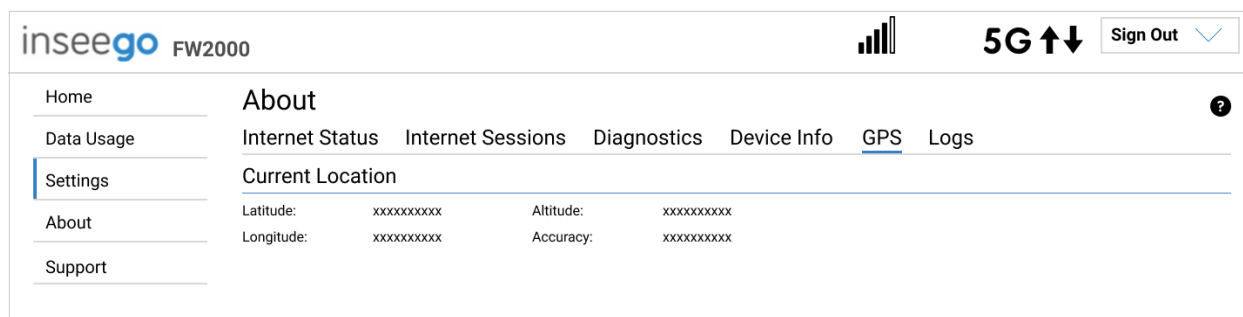 inseego FW2000
5G
Sign Out
Home
Data Usage
Settings
About
Support
About
?
Internet Status Internet Sessions Diagnostics Device Info GPS Logs
Current Location
Latitude: xxxxxxxxxx Altitude: xxxxxxxxxx
Longitude: xxxxxxxxxx Accuracy: xxxxxxxxxx